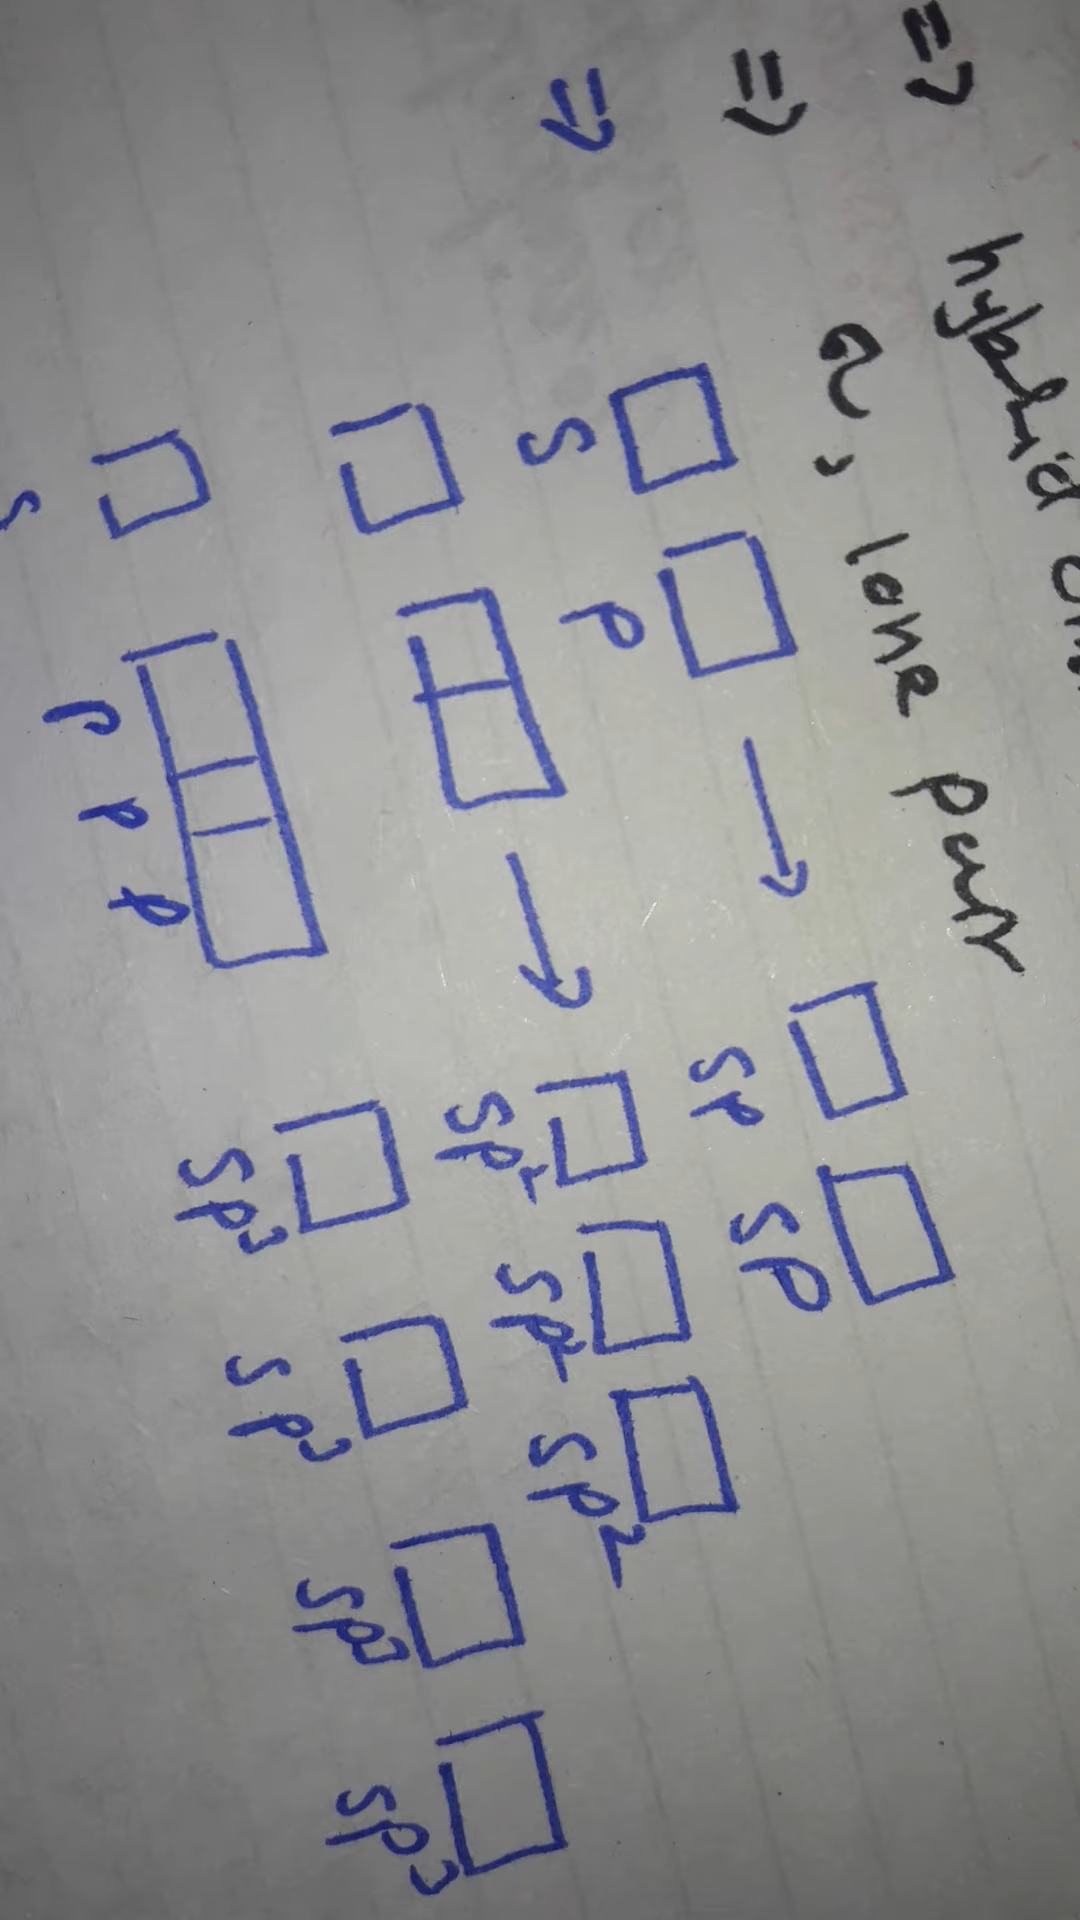 => hybrid
=> ~, lone pair
=>
s p → sp sp
→ sp² sp² sp²
s p p p sp³ sp³ sp³ sp³